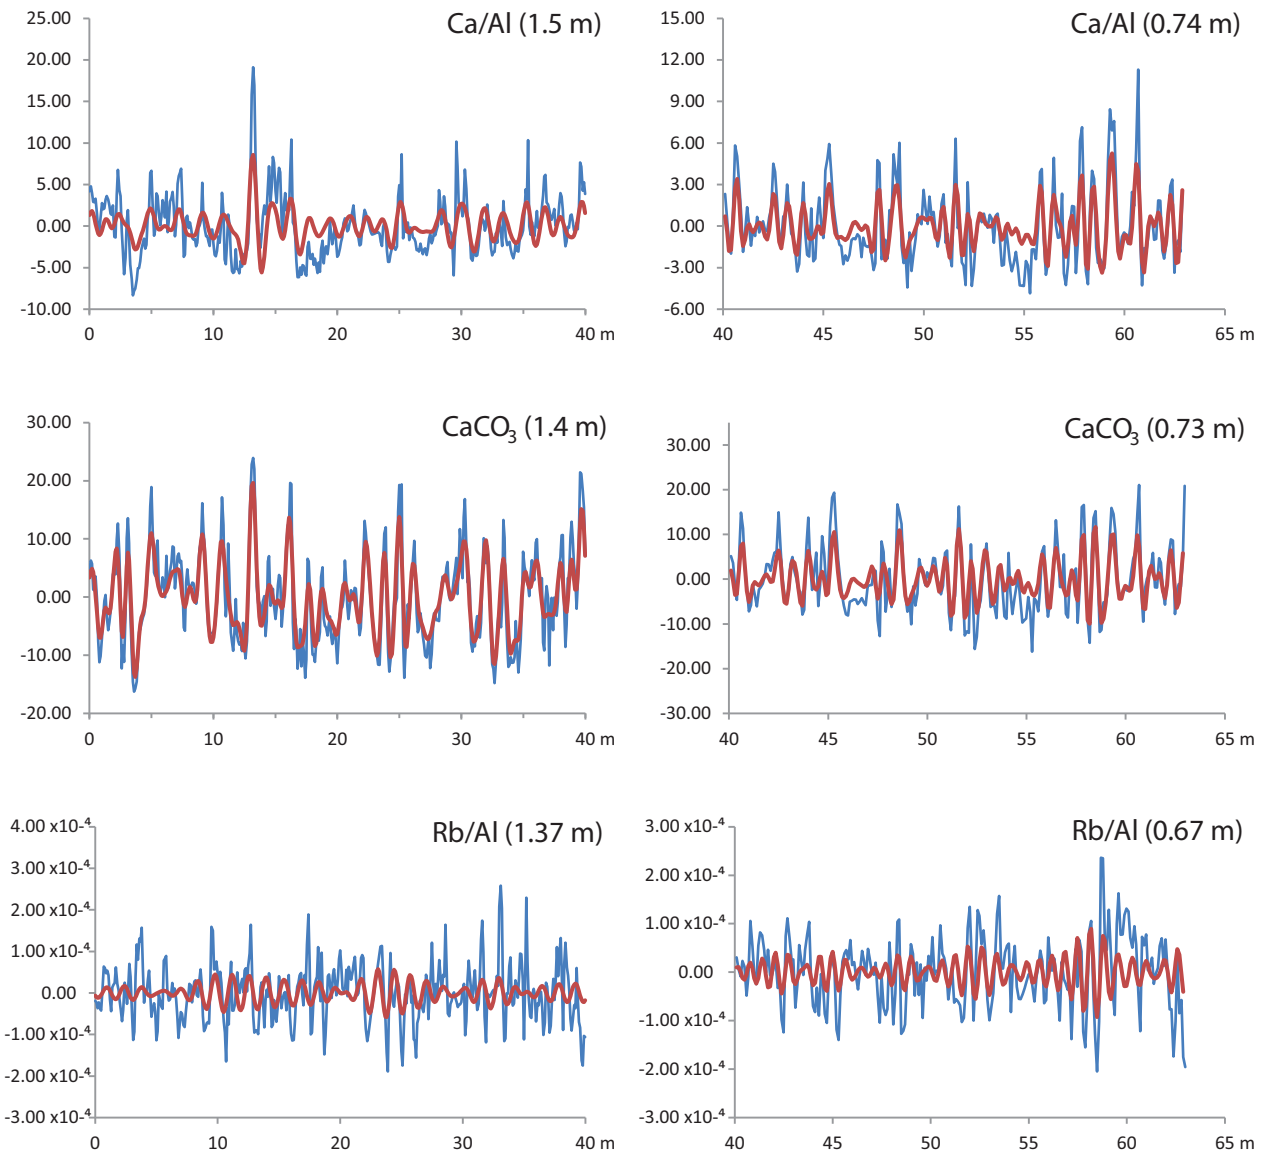 Ca/Al (1.5 m)
25.00
20.00
15.00
10.00
5.00
0.00
-5.00
-10.00
0 10 20 30 40 m
Ca/Al (0.74 m)
15.00
12.00
9.00
6.00
3.00
0.00
-3.00
-6.00
40 45 50 55 60 65 m
CaCO₃ (1.4 m)
30.00
20.00
10.00
0.00
-10.00
-20.00
0 10 20 30 40 m
CaCO₃ (0.73 m)
30.00
20.00
10.00
0.00
-10.00
-20.00
-30.00
40 45 50 55 60 65 m
Rb/Al (1.37 m)
4.00 x10-⁴
3.00 x10-⁴
2.00 x10-⁴
1.00 x10-⁴
0.00
-1.00 x10-⁴
-2.00 x10-⁴
-3.00 x10-⁴
0 10 20 30 40 m
Rb/Al (0.67 m)
3.00 x10-⁴
2.00 x10-⁴
1.00 x10-⁴
0.00
-1.00 x10-⁴
-2.00 x10-⁴
-3.00 x10-⁴
40 45 50 55 60 65 m